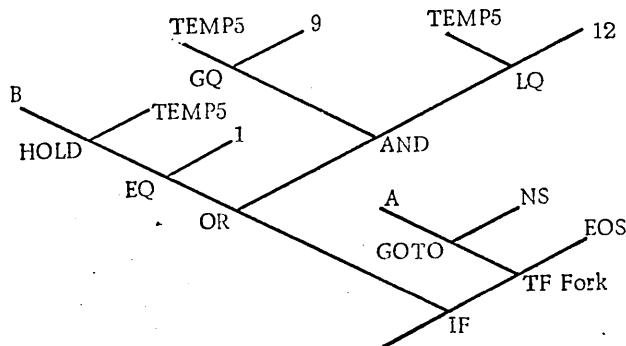 TEMP5 9 TEMP5 12
GQ LQ
B TEMP5
HOLD 1 AND
EQ A NS
OR GOTO EOS
TF Fork
IF